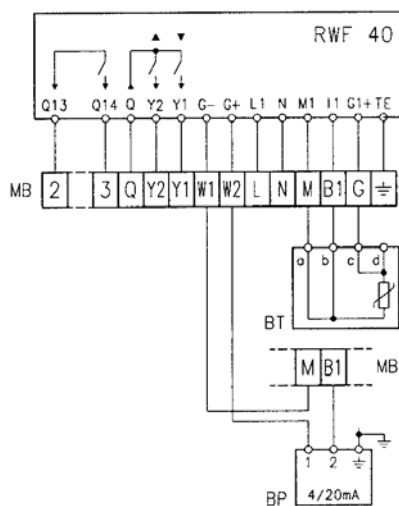 RWF 40
Q13 Q14 Q Y2 Y1 G- G+ L1 N M1 I1 G1+ TE
MB 2 3 Q Y2 Y1 W1 W2 L N M B1 G
a b c d
BT
M B1 MB
1 2
BP 4/20mA